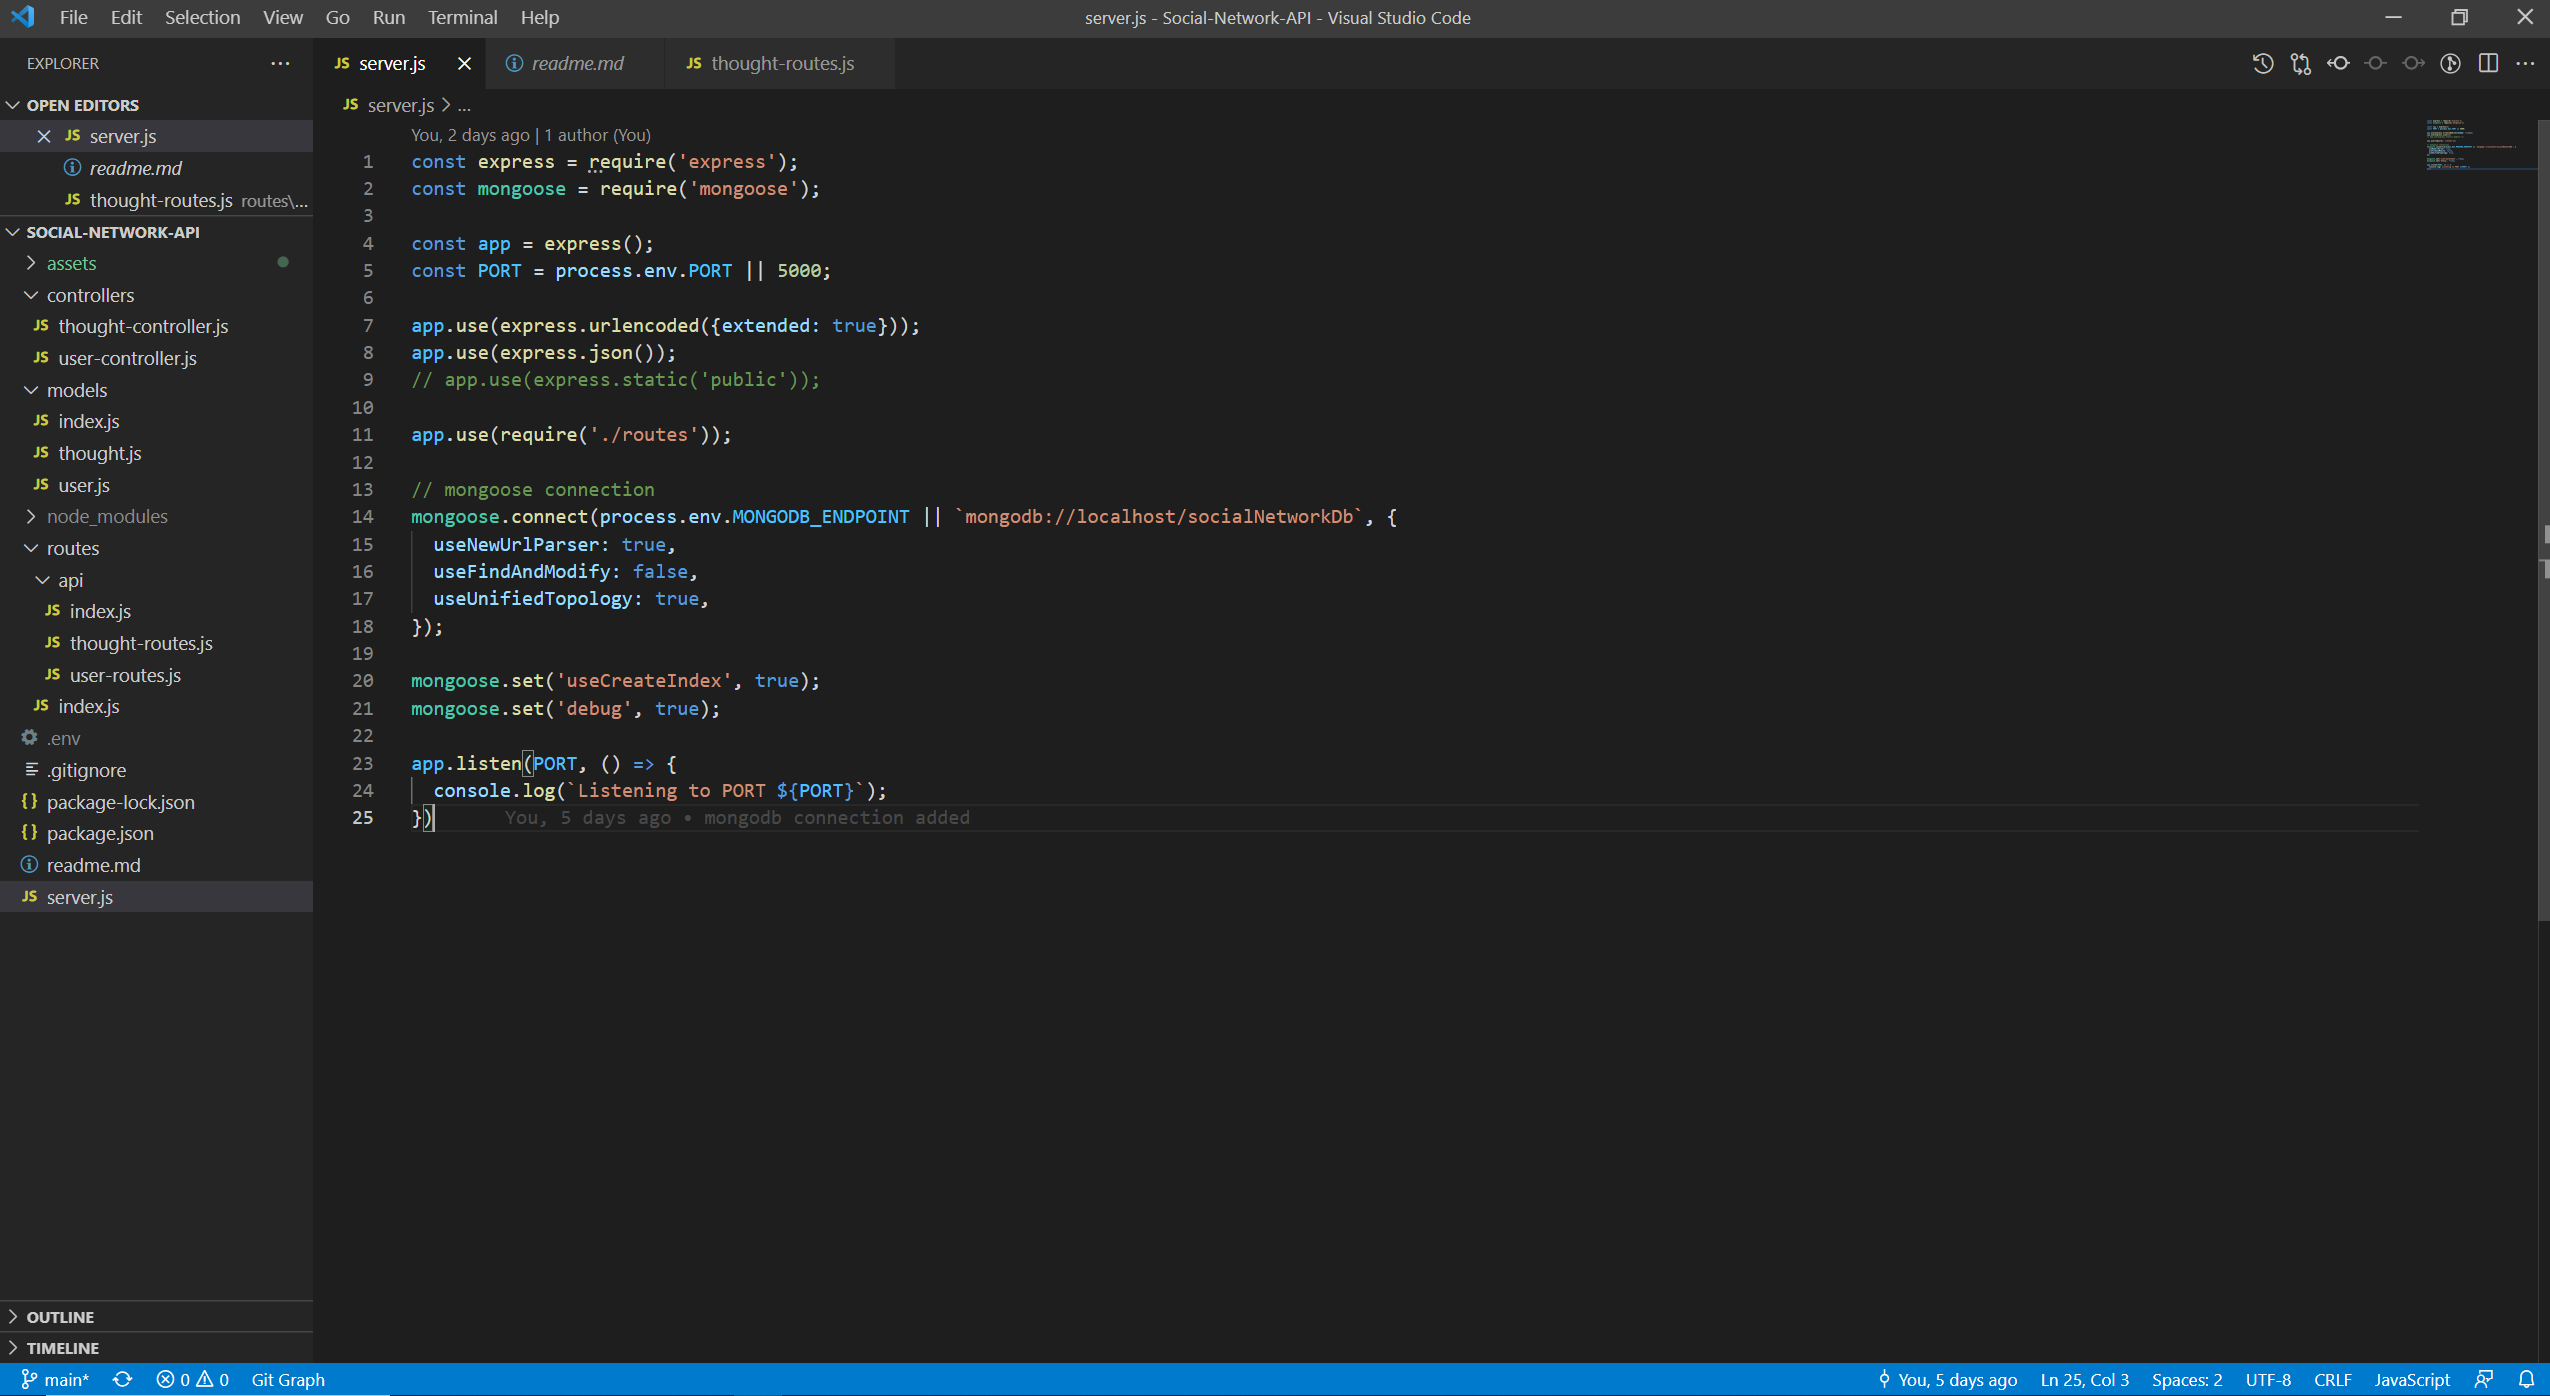 File Edit Selection View Go Run Terminal Help
server.js - Social-Network-API - Visual Studio Code
EXPLORER
OPEN EDITORS
JS server.js
readme.md
JS thought-routes.js routes\...
SOCIAL-NETWORK-API
assets
controllers
JS thought-controller.js
JS user-controller.js
models
JS index.js
JS thought.js
JS user.js
node_modules
routes
api
JS index.js
JS thought-routes.js
JS user-routes.js
JS index.js
.env
.gitignore
{} package-lock.json
{} package.json
readme.md
JS server.js
OUTLINE
TIMELINE
JS server.js readme.md JS thought-routes.js
JS server.js > ...
You, 2 days ago | 1 author (You)
1 const express = require('express');
2 const mongoose = require('mongoose');
3
4 const app = express();
5 const PORT = process.env.PORT || 5000;
6
7 app.use(express.urlencoded({extended: true}));
8 app.use(express.json());
9 // app.use(express.static('public'));
10
11 app.use(require('./routes'));
12
13 // mongoose connection
14 mongoose.connect(process.env.MONGODB_ENDPOINT || `mongodb://localhost/socialNetworkDb`, {
15 useNewUrlParser: true,
16 useFindAndModify: false,
17 useUnifiedTopology: true,
18 });
19
20 mongoose.set('useCreateIndex', true);
21 mongoose.set('debug', true);
22
23 app.listen(PORT, () => {
24 console.log(`Listening to PORT ${PORT}`);
25 }) You, 5 days ago • mongodb connection added
main* 0 0 Git Graph
You, 5 days ago Ln 25, Col 3 Spaces: 2 UTF-8 CRLF JavaScript